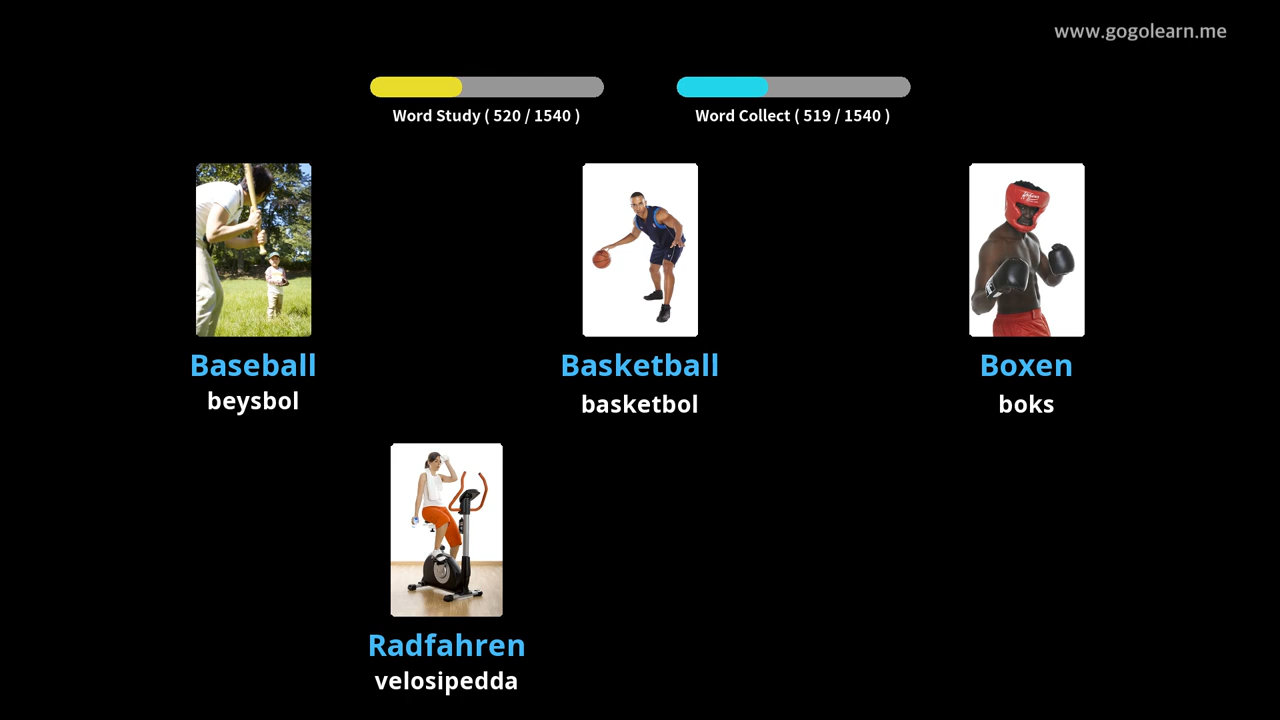 www.gogolearn.me
Word Study ( 520 / 1540 )
Word Collect ( 519 / 1540 )
Baseball
beysbol
Basketball
basketbol
Boxen
boks
Radfahren
velosipedda